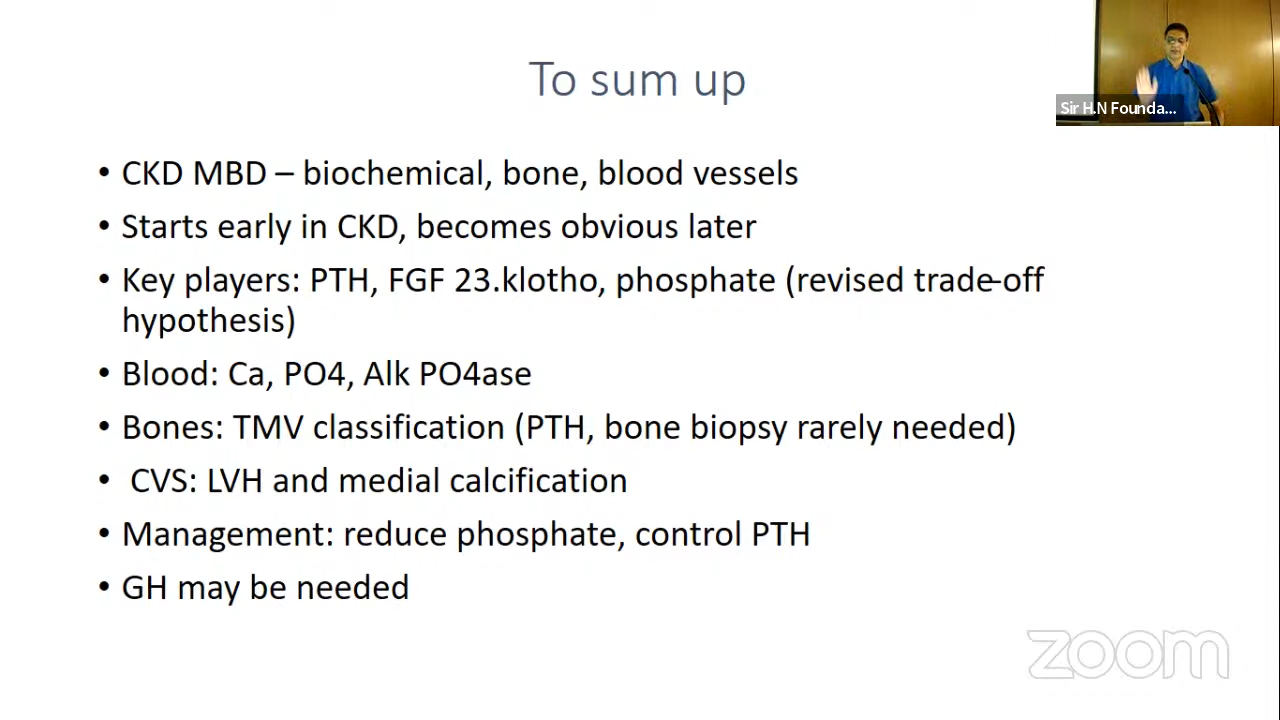 To sum up
Sir H.N Founda...
• CKD MBD – biochemical, bone, blood vessels
• Starts early in CKD, becomes obvious later
• Key players: PTH, FGF 23.klotho, phosphate (revised trade-off
hypothesis)
• Blood: Ca, PO4, Alk PO4ase
• Bones: TMV classification (PTH, bone biopsy rarely needed)
• CVS: LVH and medial calcification
• Management: reduce phosphate, control PTH
• GH may be needed
zoom